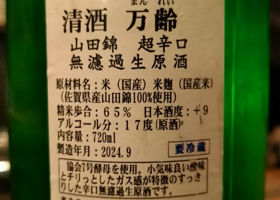 まんれい
清酒 万齢
山田錦 超辛口
無濾過生原酒
原材料名：米（国産）米麹（国産米）
（佐賀県産山田錦100％使用）
精米歩合：65％ 日本酒度：＋9
アルコール分：17度（原酒）
内容量：720ml
製造年月：2024.9
要冷蔵
協会7号酵母を使用。小気味良い酸味
とチリっとしたガス感が特徴のすっき
りした辛口無濾過生原酒です。